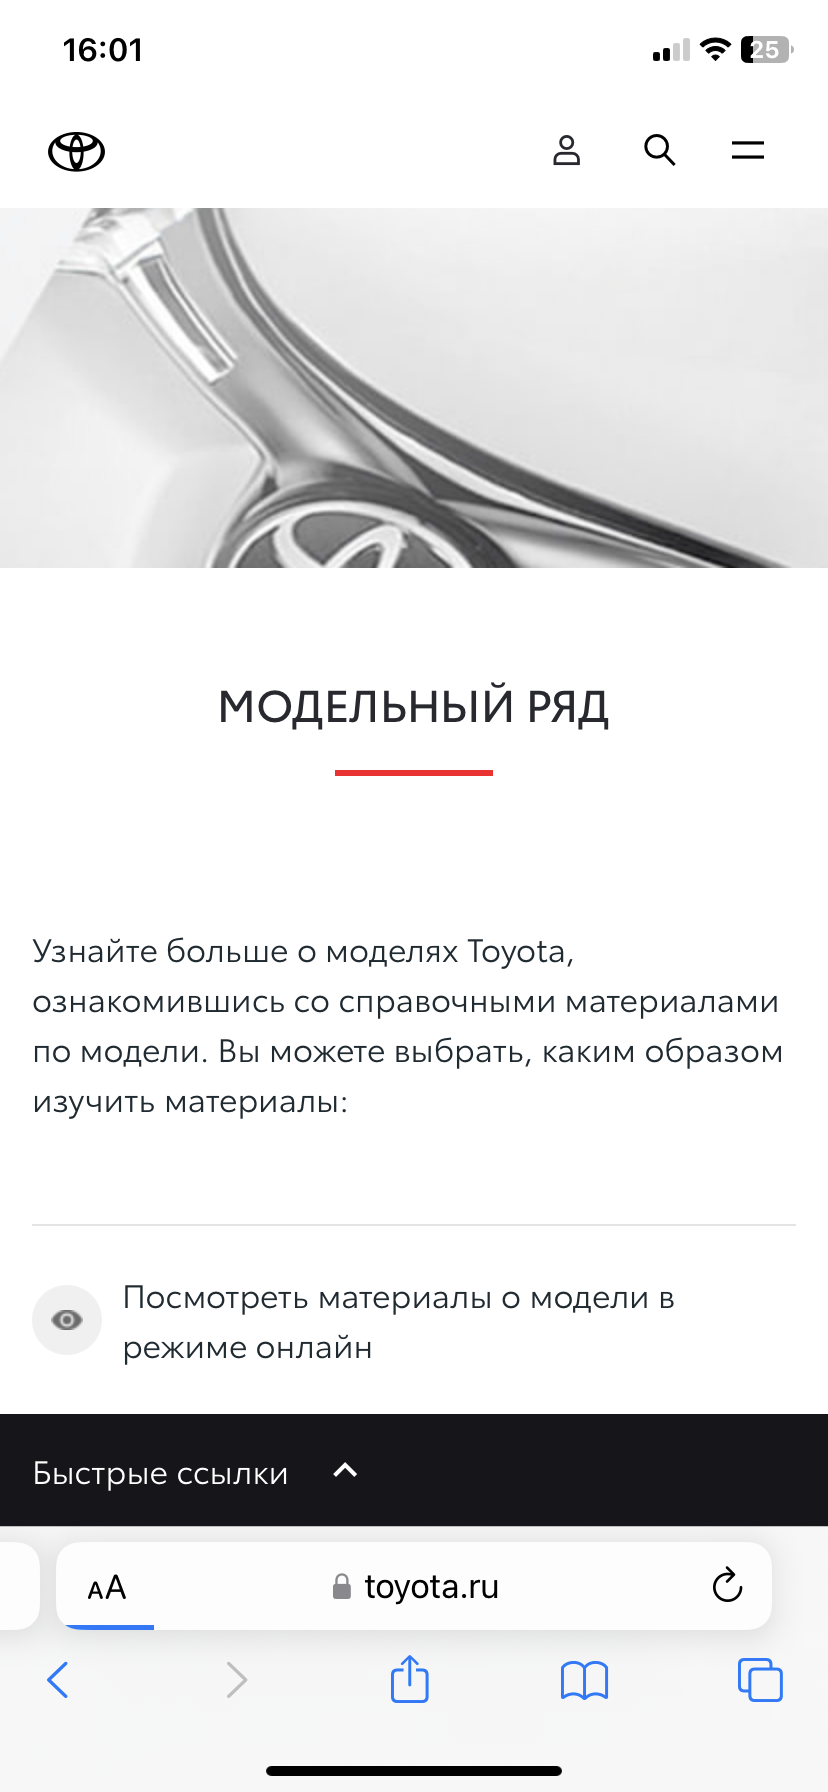 16:01
25
МОДЕЛЬНЫЙ РЯД
Узнайте больше о моделях Toyota,
ознакомившись со справочными материалами
по модели. Вы можете выбрать, каким образом
изучить материалы:
Посмотреть материалы о модели в
режиме онлайн
Быстрые ссылки
AA
toyota.ru